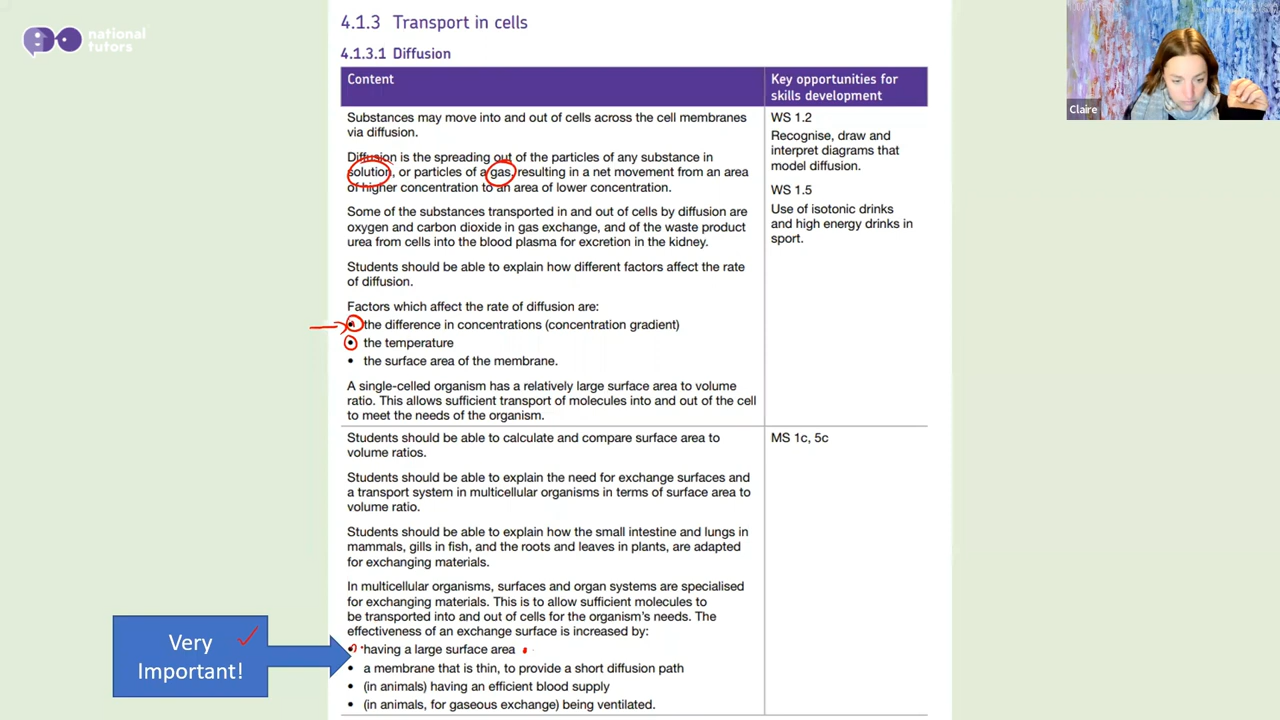 national
tutors
4.1.3 Transport in cells
4.1.3.1 Diffusion
Content
Key opportunities for
skills development
Substances may move into and out of cells across the cell membranes
via diffusion.
Diffusion is the spreading out of the particles of any substance in
solution, or particles of a gas, resulting in a net movement from an area
of higher concentration to an area of lower concentration.
Some of the substances transported in and out of cells by diffusion are
oxygen and carbon dioxide in gas exchange, and of the waste product
urea from cells into the blood plasma for excretion in the kidney.
Students should be able to explain how different factors affect the rate
of diffusion.
Factors which affect the rate of diffusion are:
• the difference in concentrations (concentration gradient)
• the temperature
• the surface area of the membrane.
A single-celled organism has a relatively large surface area to volume
ratio. This allows sufficient transport of molecules into and out of the cell
to meet the needs of the organism.
WS 1.2
Recognise, draw and
interpret diagrams that
model diffusion.
WS 1.5
Use of isotonic drinks
and high energy drinks in
sport.
Students should be able to calculate and compare surface area to
volume ratios.
Students should be able to explain the need for exchange surfaces and
a transport system in multicellular organisms in terms of surface area to
volume ratio.
Students should be able to explain how the small intestine and lungs in
mammals, gills in fish, and the roots and leaves in plants, are adapted
for exchanging materials.
In multicellular organisms, surfaces and organ systems are specialised
for exchanging materials. This is to allow sufficient molecules to
be transported into and out of cells for the organism's needs. The
effectiveness of an exchange surface is increased by:
• having a large surface area
• a membrane that is thin, to provide a short diffusion path
• (in animals) having an efficient blood supply
• (in animals, for gaseous exchange) being ventilated.
MS 1c, 5c
Very
Important!
Claire